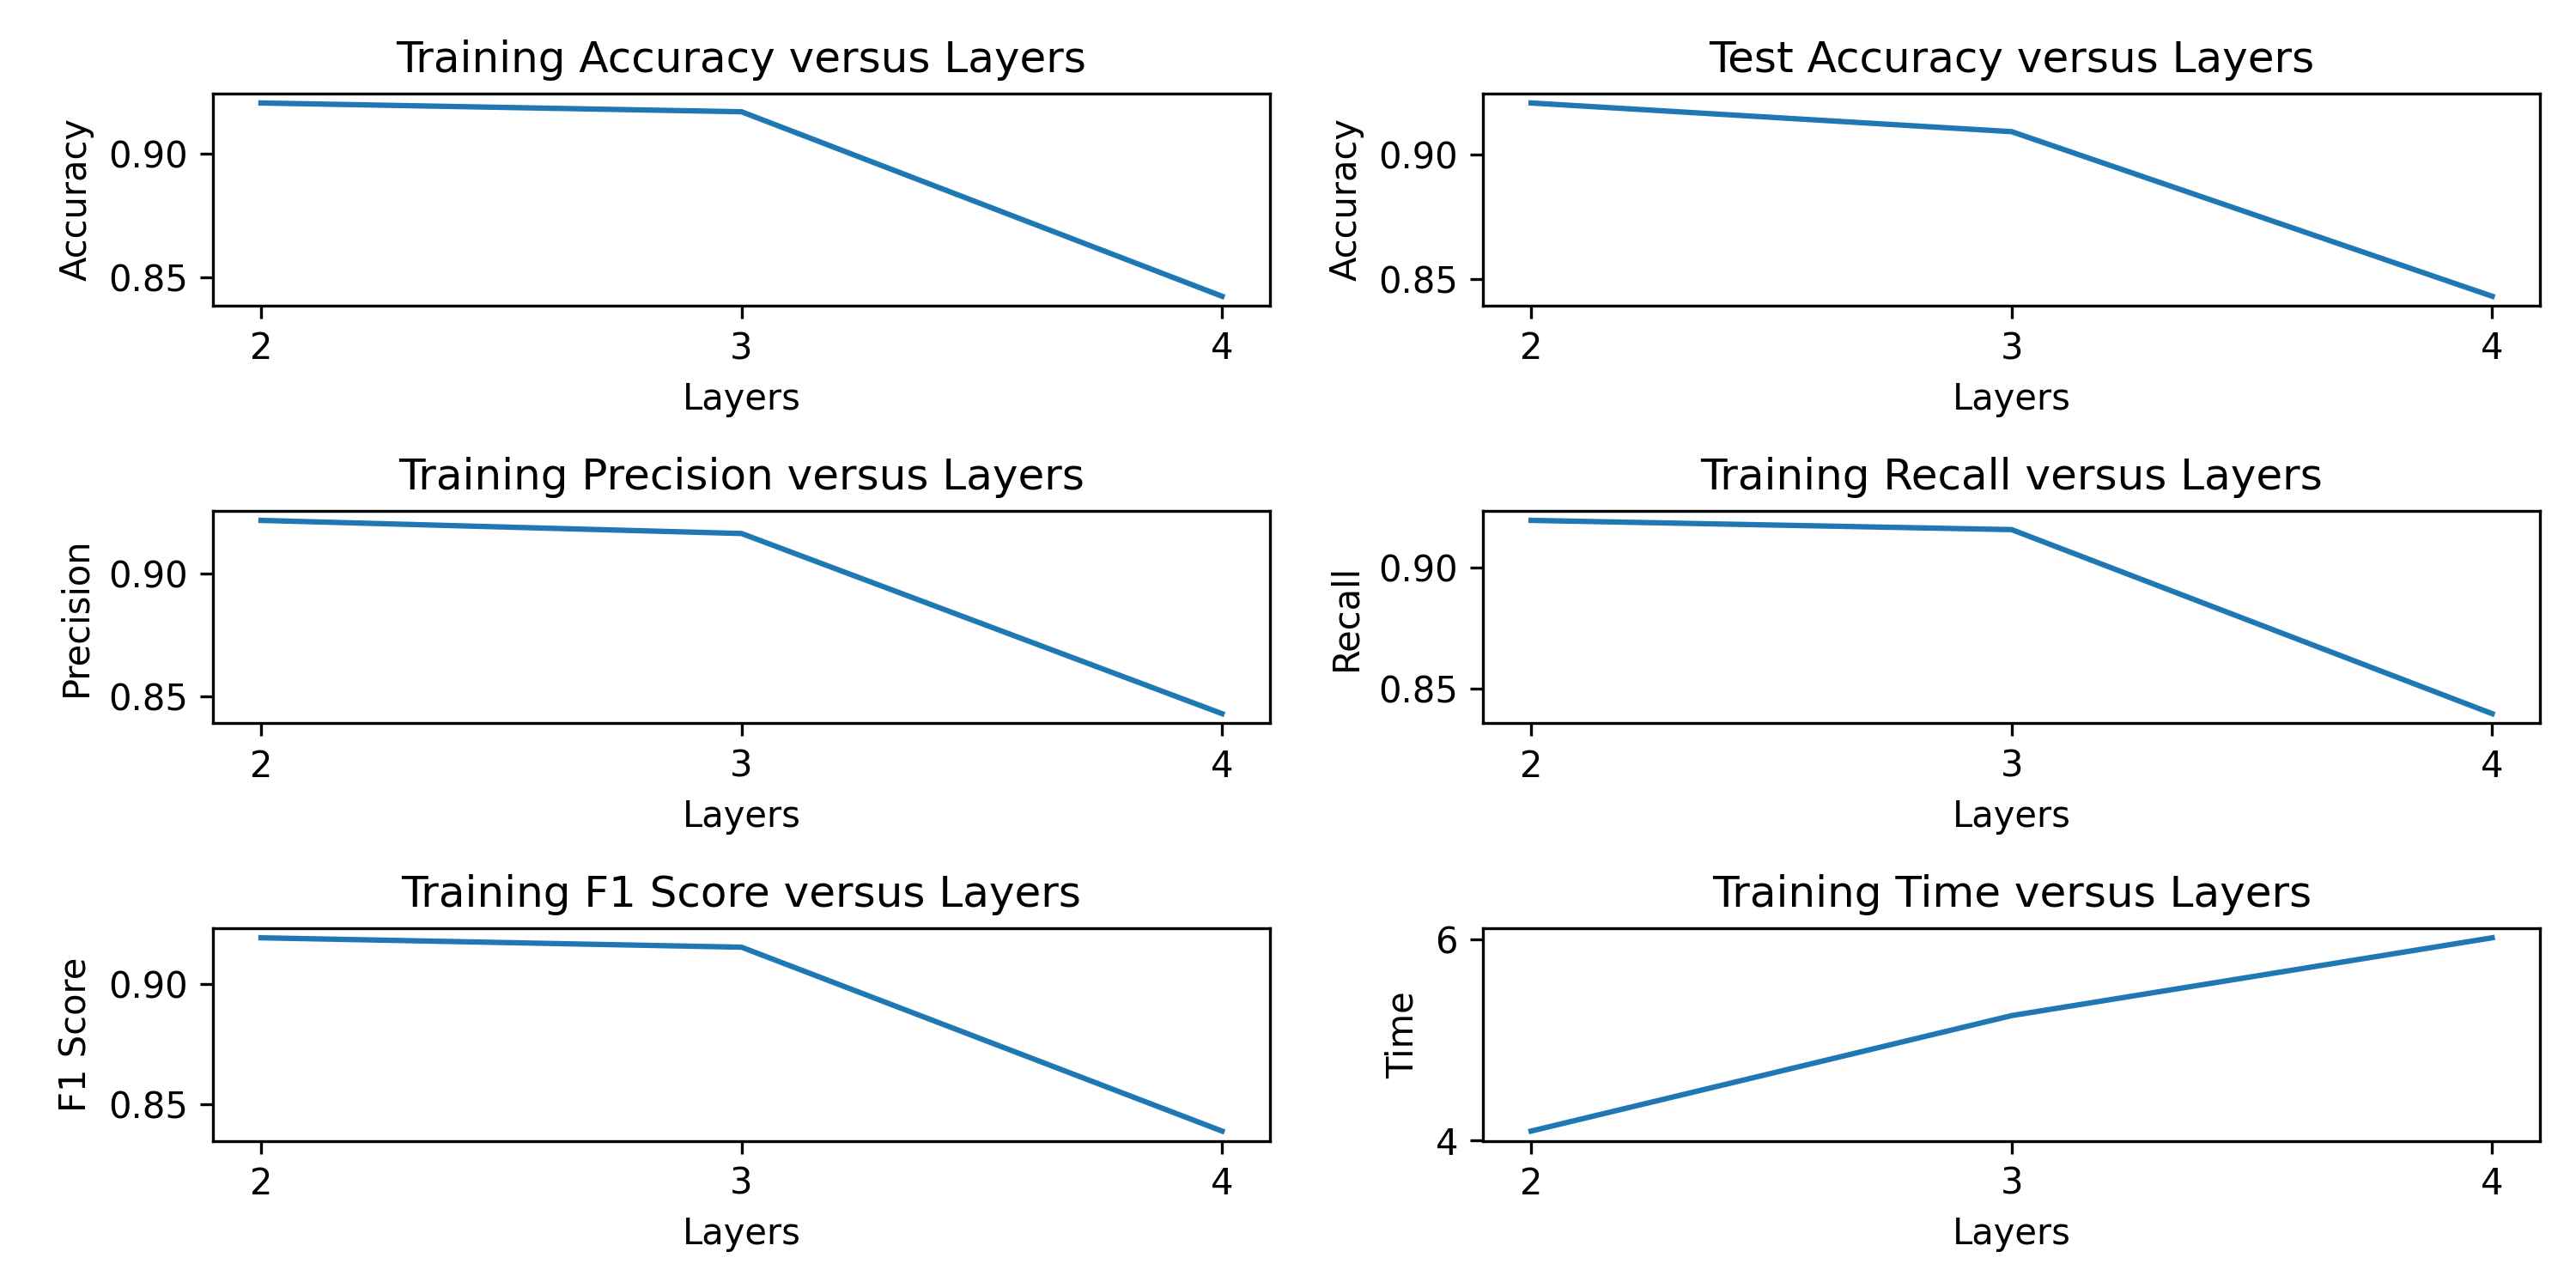 Training Accuracy versus Layers
Accuracy
0.90
0.85
2 3 4
Layers
Test Accuracy versus Layers
Accuracy
0.90
0.85
2 3 4
Layers
Training Precision versus Layers
Precision
0.90
0.85
2 3 4
Layers
Training Recall versus Layers
Recall
0.90
0.85
2 3 4
Layers
Training F1 Score versus Layers
F1 Score
0.90
0.85
2 3 4
Layers
Training Time versus Layers
Time
6
4
2 3 4
Layers